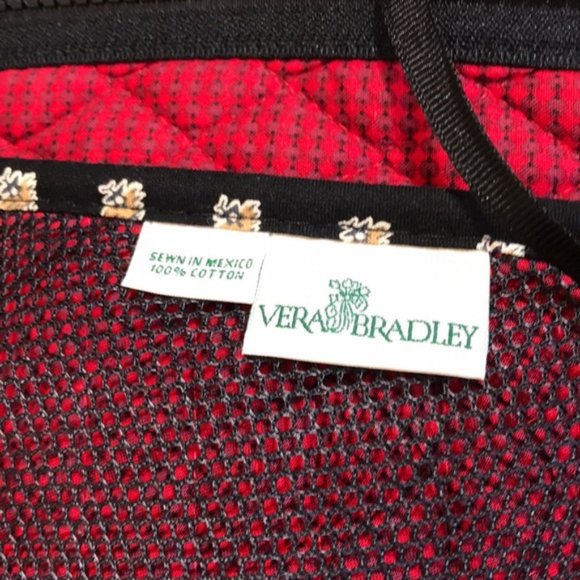 SEWN IN MEXICO
100% COTTON
VERA BRADLEY